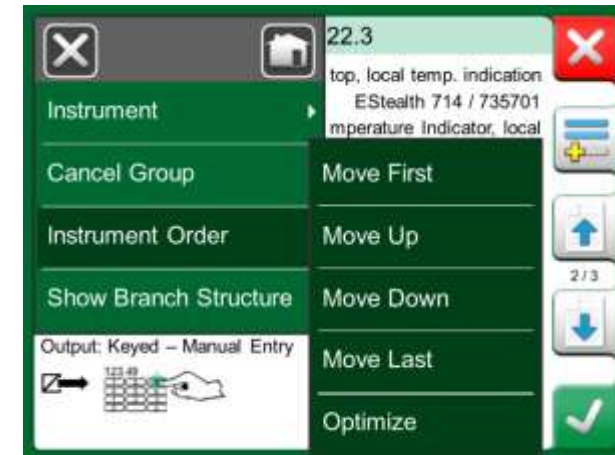 22.3
top, local temp. indication
EStealth 714 / 735701
mperature Indicator, local
Instrument
Cancel Group
Instrument Order
Show Branch Structure
Move First
Move Up
Move Down
Move Last
Optimize
2/3
Output: Keyed – Manual Entry
123.49